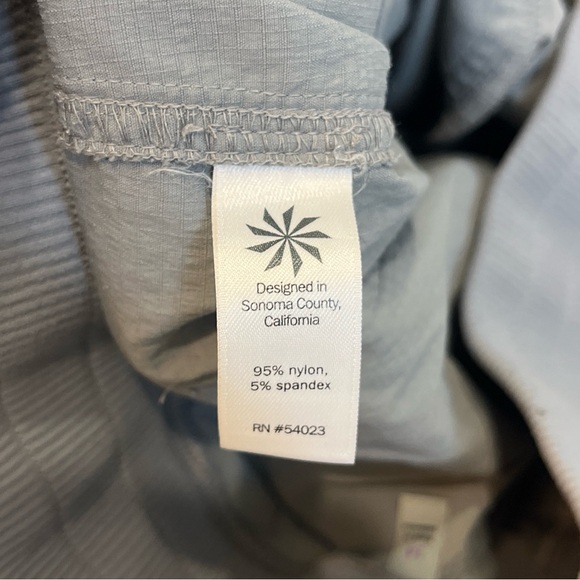 Designed in
Sonoma County,
California
95% nylon,
5% spandex
RN #54023